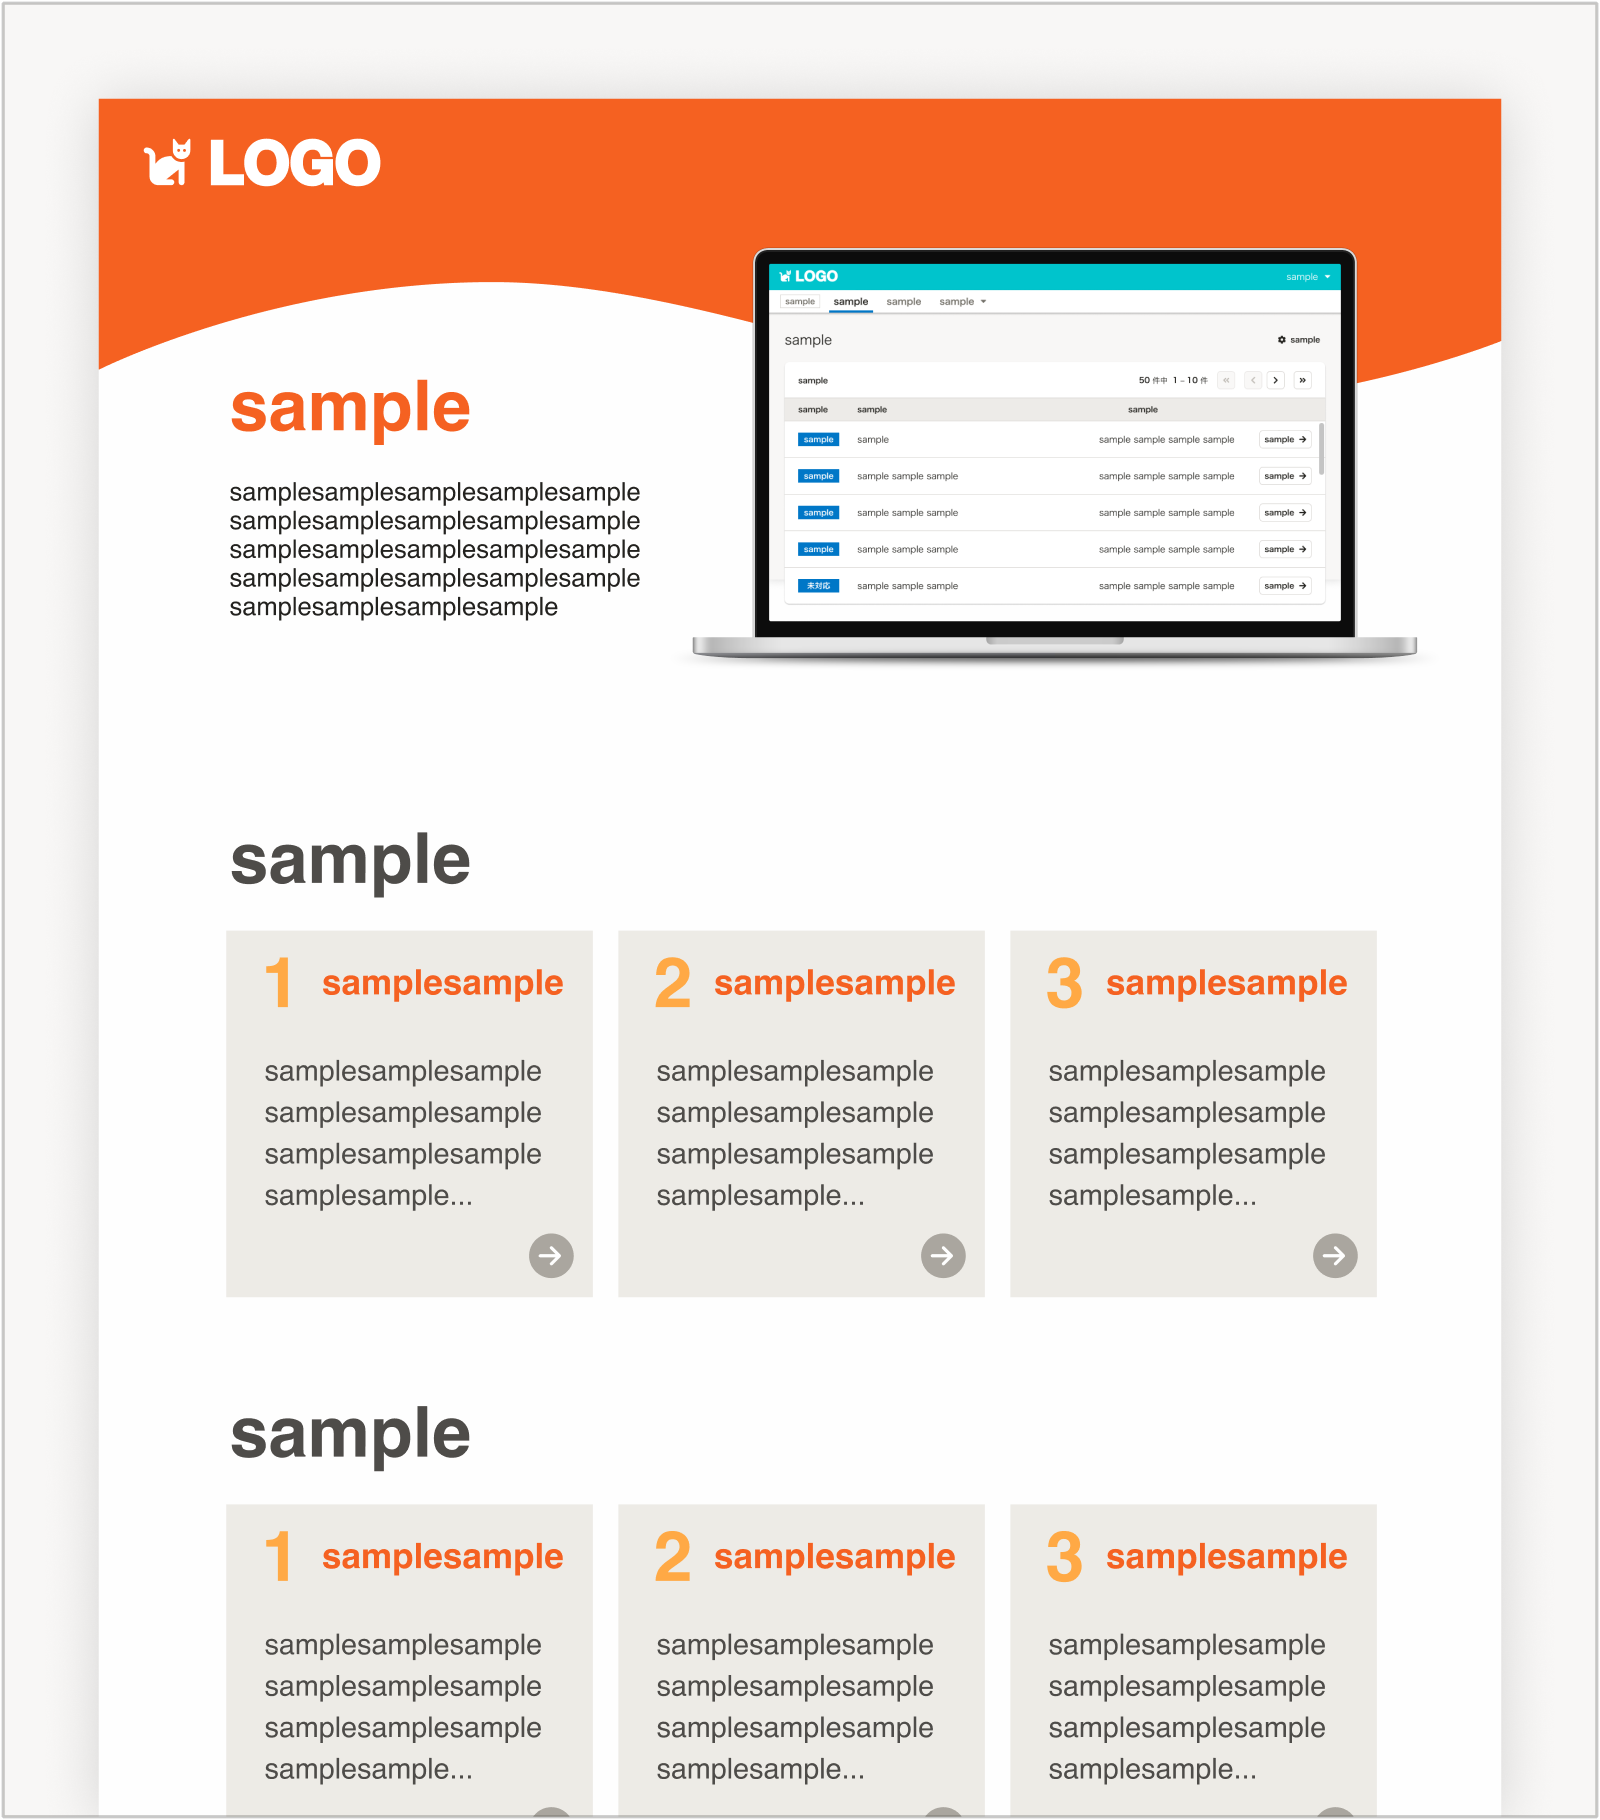 LOGO
sample
samplesamplesamplesamplesample
samplesamplesamplesamplesample
samplesamplesamplesamplesample
samplesamplesamplesamplesample
samplesamplesamplesample
LOGO sample
sample sample sample sample
sample sample
sample 50 件中 1 – 10 件
sample sample sample
sample sample sample sample sample sample sample
sample sample sample sample sample sample sample sample sample
sample sample sample sample sample sample sample sample sample
sample sample sample sample sample sample sample sample sample
未対応 sample sample sample sample sample sample sample sample
sample
1 samplesample
samplesamplesample
samplesamplesample
samplesamplesample
samplesample...
2 samplesample
samplesamplesample
samplesamplesample
samplesamplesample
samplesample...
3 samplesample
samplesamplesample
samplesamplesample
samplesamplesample
samplesample...
sample
1 samplesample
samplesamplesample
samplesamplesample
samplesamplesample
samplesample...
2 samplesample
samplesamplesample
samplesamplesample
samplesamplesample
samplesample...
3 samplesample
samplesamplesample
samplesamplesample
samplesamplesample
samplesample...